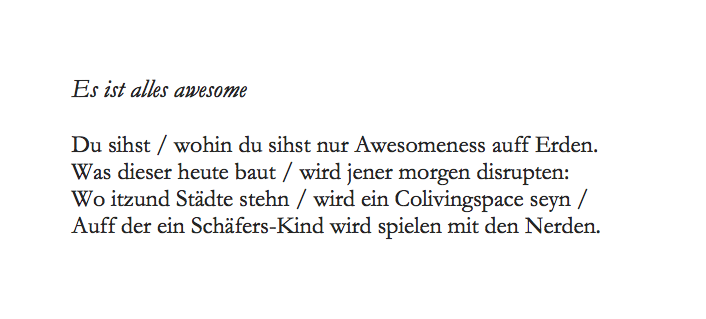 Es ist alles awesome
Du sihst / wohin du sihst nur Awesomeness auff Erden.
Was dieser heute baut / wird jener morgen disrupten:
Wo itzund Städte stehn / wird ein Colivingspace seyn /
Auff der ein Schäfers-Kind wird spielen mit den Nerden.